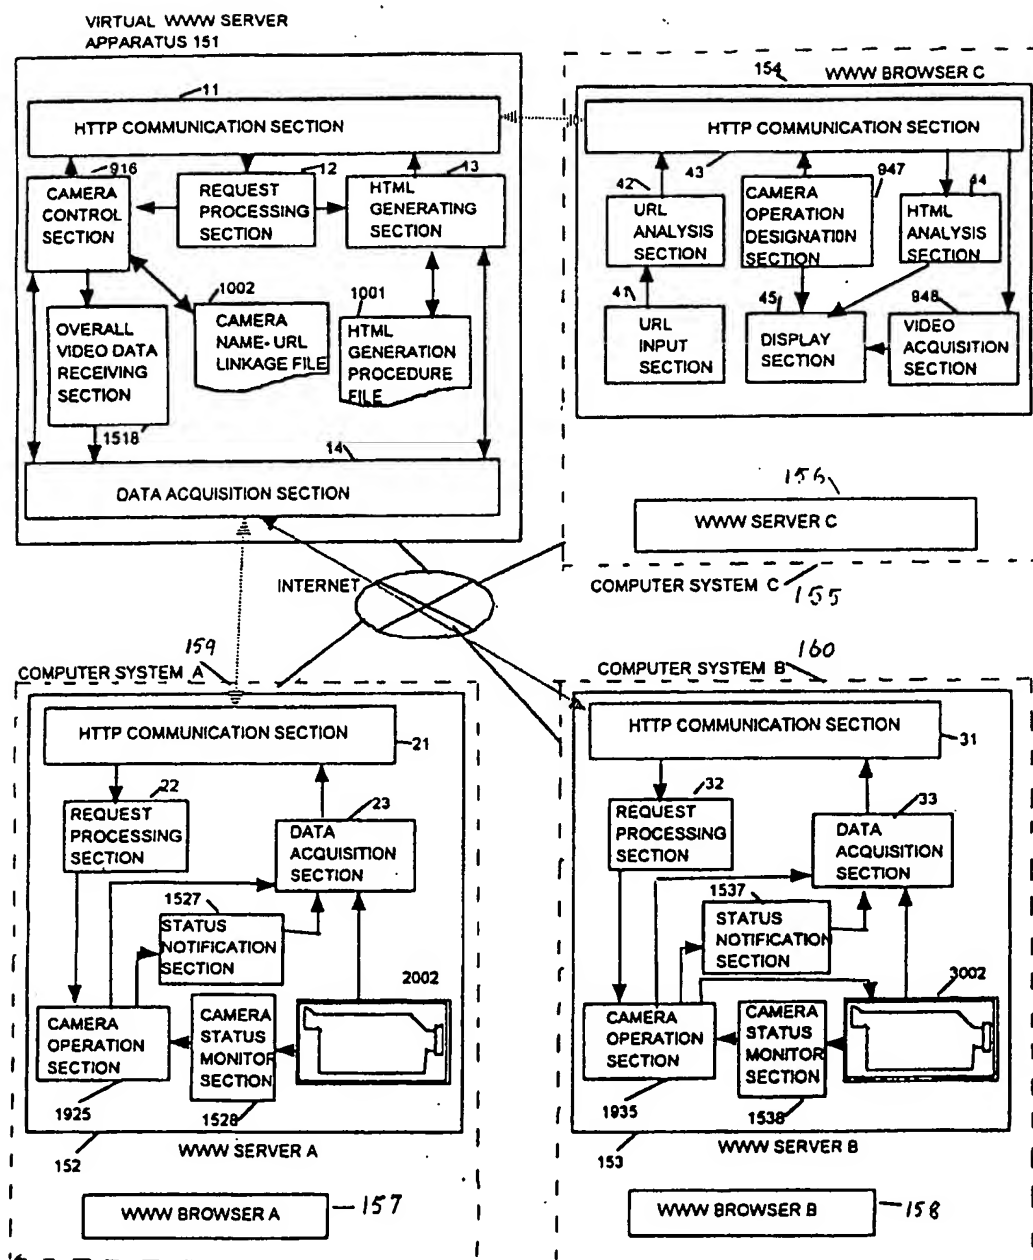 VIRTUAL WWW SERVER
APPARATUS 151
11
HTTP COMMUNICATION SECTION
916
CAMERA
CONTROL
SECTION
12
REQUEST
PROCESSING
SECTION
13
HTML
GENERATING
SECTION
OVERALL
VIDEO DATA
RECEIVING
SECTION
1518
1002
CAMERA
NAME-URL
LINKAGE FILE
1001
HTML
GENERATION
PROCEDURE
FILE
14
DATA ACQUISITION SECTION
154
WWW BROWSER C
HTTP COMMUNICATION SECTION
43
42
URL
ANALYSIS
SECTION
947
CAMERA
OPERATION
DESIGNATION
SECTION
44
HTML
ANALYSIS
SECTION
41
URL
INPUT
SECTION
45
DISPLAY
SECTION
948
VIDEO
ACQUISITION
SECTION
156
WWW SERVER C
COMPUTER SYSTEM C
155
INTERNET
159
COMPUTER SYSTEM A
HTTP COMMUNICATION SECTION
21
22
REQUEST
PROCESSING
SECTION
23
DATA
ACQUISITION
SECTION
1527
STATUS
NOTIFICATION
SECTION
2002
CAMERA
OPERATION
SECTION
1925
CAMERA
STATUS
MONITOR
SECTION
1528
152
WWW SERVER A
WWW BROWSER A
157
160
COMPUTER SYSTEM B
HTTP COMMUNICATION SECTION
31
32
REQUEST
PROCESSING
SECTION
33
DATA
ACQUISITION
SECTION
1537
STATUS
NOTIFICATION
SECTION
3002
CAMERA
OPERATION
SECTION
1935
CAMERA
STATUS
MONITOR
SECTION
1538
153
WWW SERVER B
WWW BROWSER B
158